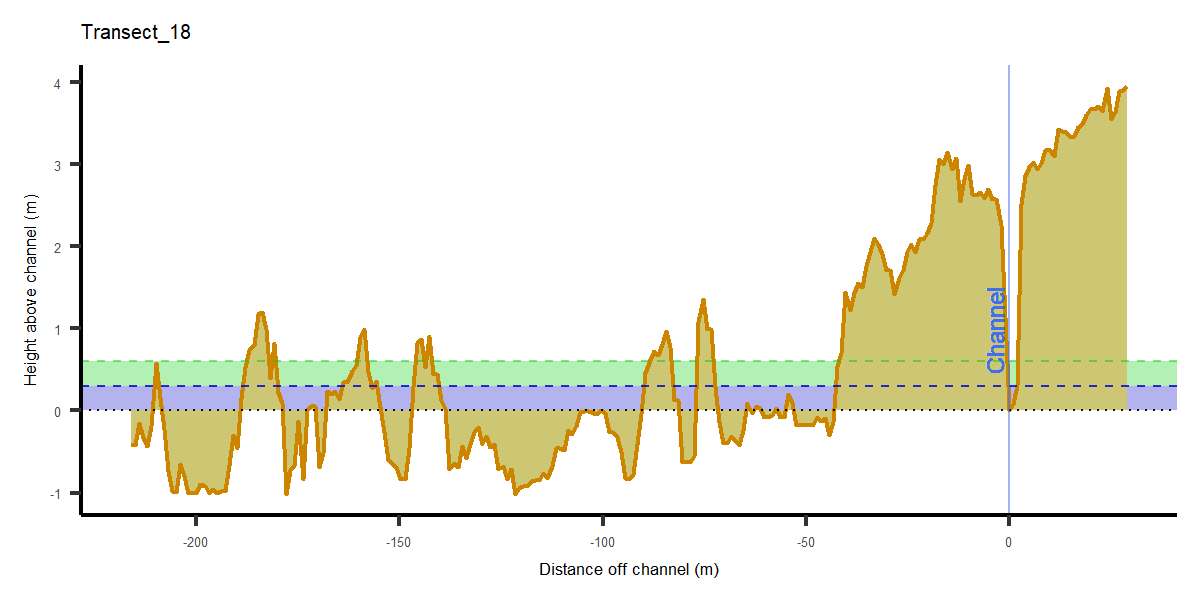 Transect_18
Height above channel (m)
4
3
2
1
0
-1
Channel
-200
-150
-100
-50
0
Distance off channel (m)